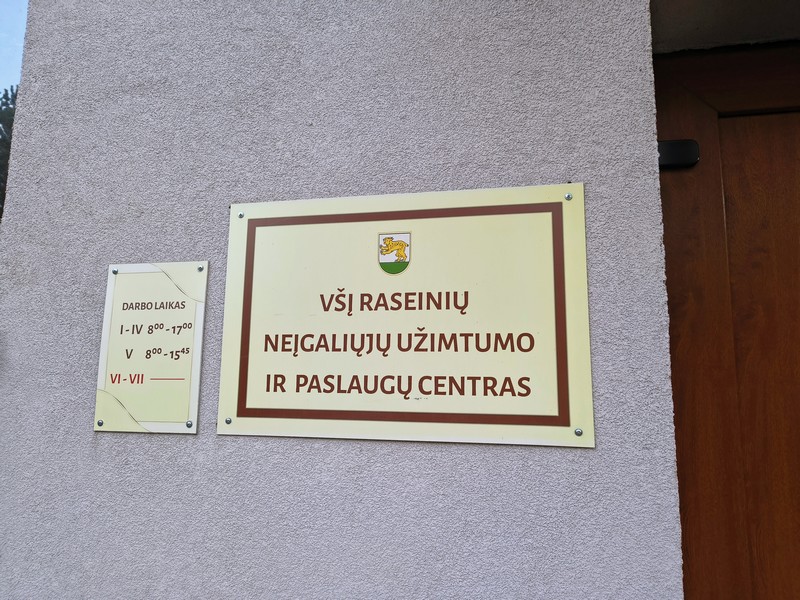 DARBO LAIKAS
I - IV 8⁰⁰ - 17⁰⁰
V 8⁰⁰ - 15⁴⁵
VI - VII ———
VŠĮ RASEINIŲ
NEĮGALIŲJŲ UŽIMTUMO
IR PASLAUGŲ CENTRAS